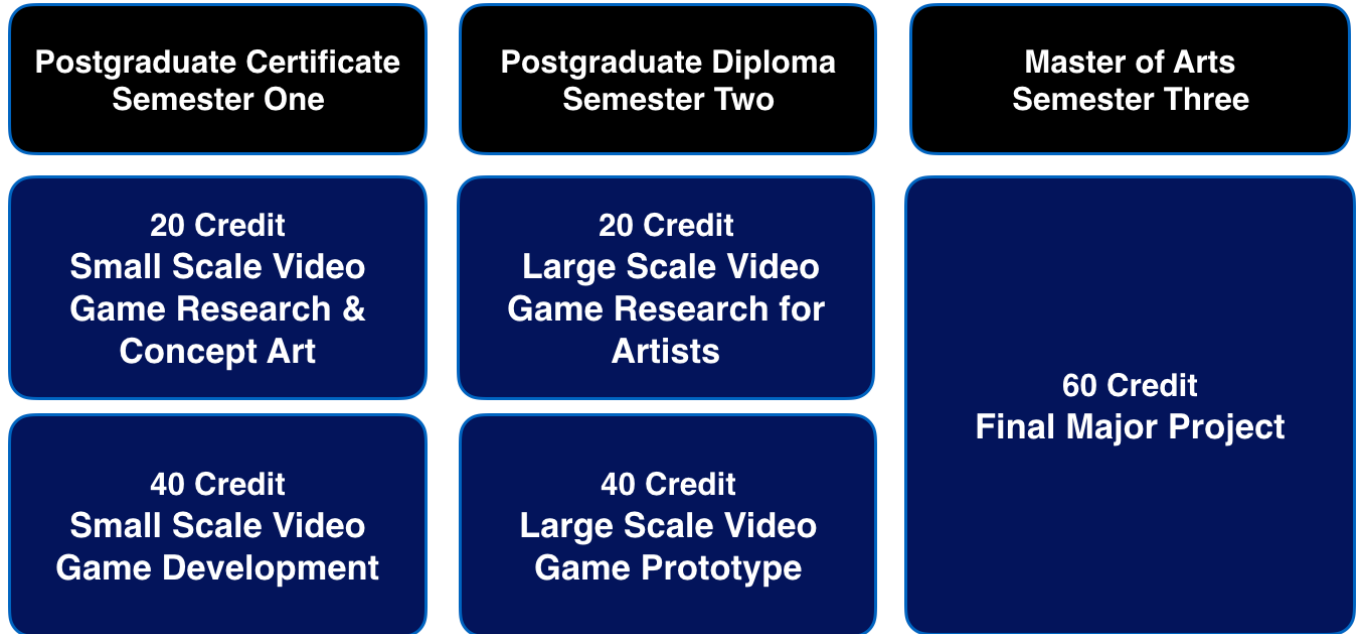 Postgraduate Certificate
Semester One
Postgraduate Diploma
Semester Two
Master of Arts
Semester Three
20 Credit
Small Scale Video
Game Research &
Concept Art
20 Credit
Large Scale Video
Game Research for
Artists
60 Credit
Final Major Project
40 Credit
Small Scale Video
Game Development
40 Credit
Large Scale Video
Game Prototype